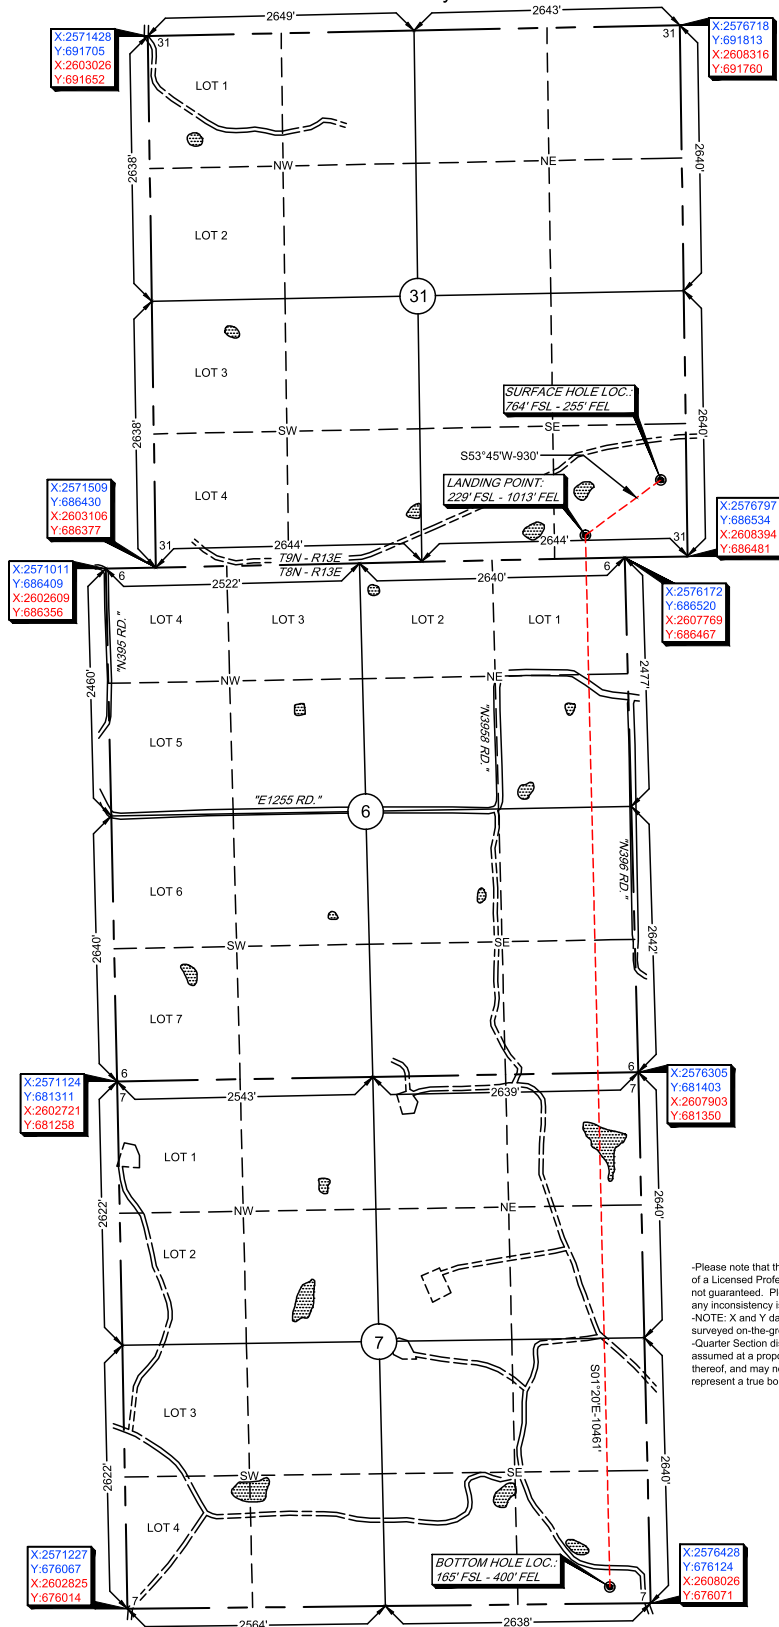 2649'
2643'
X:2571428
Y:691705
X:2603026
Y:691652
31
31
X:2576718
Y:691813
X:2608316
Y:691760
LOT 1
2638'
NW
NE
2640'
LOT 2
31
LOT 3
SURFACE HOLE LOC.:
764' FSL - 255' FEL
2638'
SW
SE
2640'
S53°45'W-930'
LANDING POINT:
229' FSL - 1013' FEL
LOT 4
X:2571509
Y:686430
X:2603106
Y:686377
X:2576797
Y:686534
X:2608394
Y:686481
31
2644'
2644'
31
T9N - R13E
T8N - R13E
X:2571011
Y:686409
X:2602609
Y:686356
6
2522'
2640'
6
X:2576172
Y:686520
X:2607769
Y:686467
LOT 4
LOT 3
LOT 2
LOT 1
"N395 RD."
2460'
NW
NE
2477'
"N3958 RD."
LOT 5
"E1255 RD."
6
"N396 RD."
LOT 6
2640'
SW
SE
2642'
LOT 7
X:2571124
Y:681311
X:2602721
Y:681258
6
7
2543'
2639'
6
7
X:2576305
Y:681403
X:2607903
Y:681350
LOT 1
2622'
NW
NE
2640'
LOT 2
-Please note that th
of a Licensed Profe
not guaranteed. Pl
any inconsistency i
-NOTE: X and Y da
surveyed on-the-gr
-Quarter Section di
assumed at a propo
thereof, and may n
represent a true bo
7
S01°20'E-10461'
LOT 3
2622'
SW
SE
2640'
LOT 4
BOTTOM HOLE LOC.:
165' FSL - 400' FEL
X:2571227
Y:676067
X:2602825
Y:676014
X:2576428
Y:676124
X:2608026
Y:676071
7
7
2564'
2638'